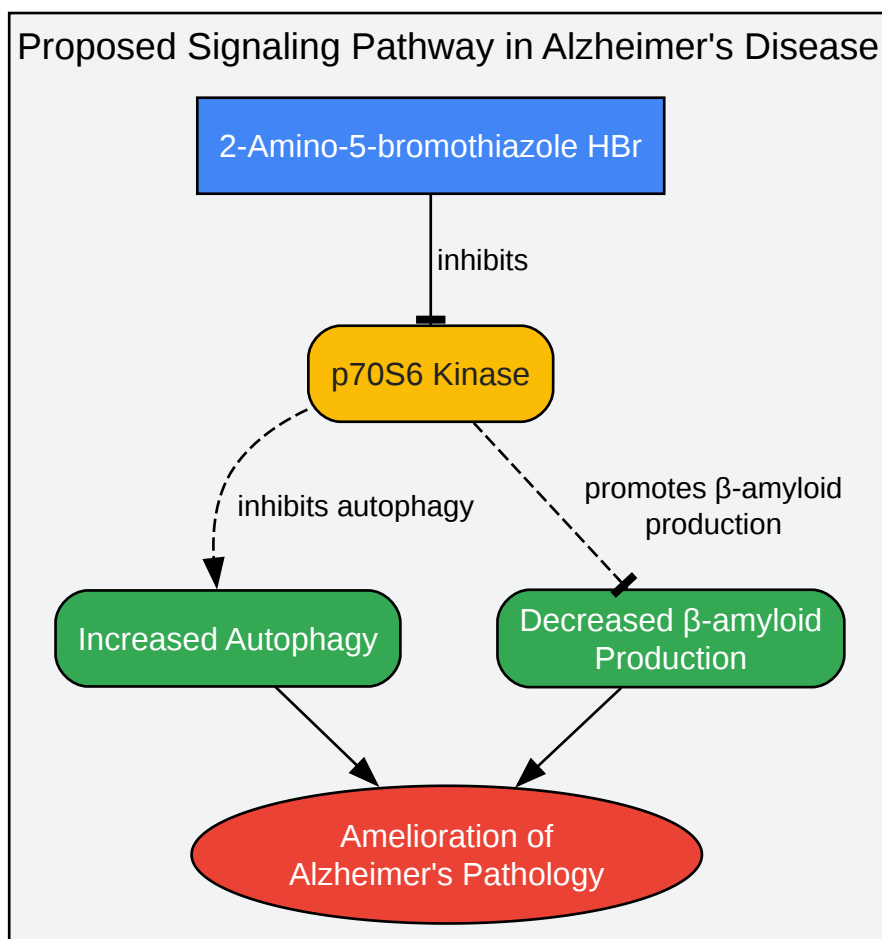 Proposed Signaling Pathway in Alzheimer's Disease
2-Amino-5-bromothiazole HBr
inhibits
p70S6 Kinase
inhibits autophagy
promotes β-amyloid
production
Increased Autophagy
Decreased β-amyloid
Production
Amelioration of
Alzheimer's Pathology